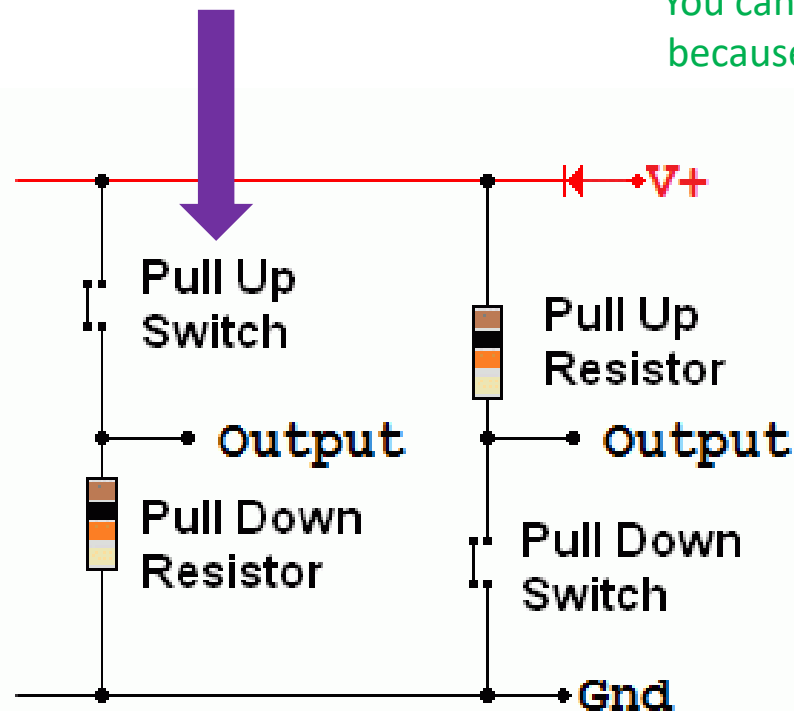 You can
because
V+
Pull Up
Switch
Pull Up
Resistor
Output
Output
Pull Down
Resistor
Pull Down
Switch
Gnd